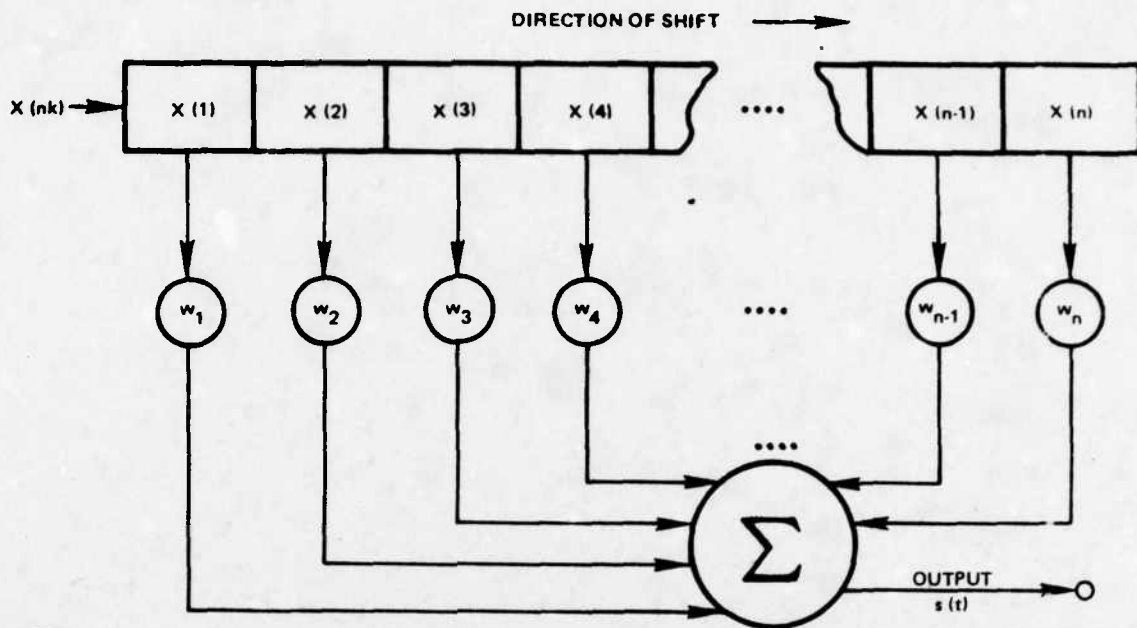 DIRECTION OF SHIFT
X (nk) X (1) X (2) X (3) X (4) .... X (n-1) X (n)
w1 w2 w3 w4 .... wn-1 wn
....
Σ
OUTPUT
s (t)